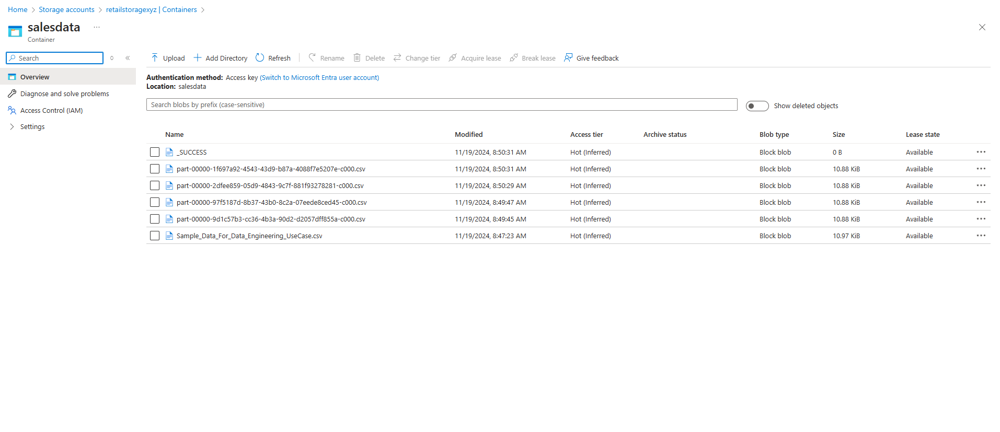 Home > Storage accounts > retailstoragexyz | Containers >
salesdata ...
Container
Search
Overview
Diagnose and solve problems
Access Control (IAM)
Settings
Upload Add Directory Refresh Rename Delete Change tier Acquire lease Break lease Give feedback
Authentication method: Access key (Switch to Microsoft Entra user account)
Location: salesdata
Search blobs by prefix (case-sensitive)
Show deleted objects
Name Modified Access tier Archive status Blob type Size Lease state
_SUCCESS 11/19/2024, 8:50:31 AM Hot (Inferred) Block blob 0 B Available
part-00000-1f697a92-4543-43d9-b87a-4088f7e5207e-c000.csv 11/19/2024, 8:50:31 AM Hot (Inferred) Block blob 10.88 KiB Available
part-00000-2dfee859-05d9-4843-9c7f-881f93278281-c000.csv 11/19/2024, 8:50:29 AM Hot (Inferred) Block blob 10.88 KiB Available
part-00000-97f5187d-8b37-43b0-8c2a-07eede8ced45-c000.csv 11/19/2024, 8:49:47 AM Hot (Inferred) Block blob 10.88 KiB Available
part-00000-9d1c57b3-cc36-4b3a-90d2-d2057dff855a-c000.csv 11/19/2024, 8:49:45 AM Hot (Inferred) Block blob 10.88 KiB Available
Sample_Data_For_Data_Engineering_UseCase.csv 11/19/2024, 8:47:23 AM Hot (Inferred) Block blob 10.97 KiB Available